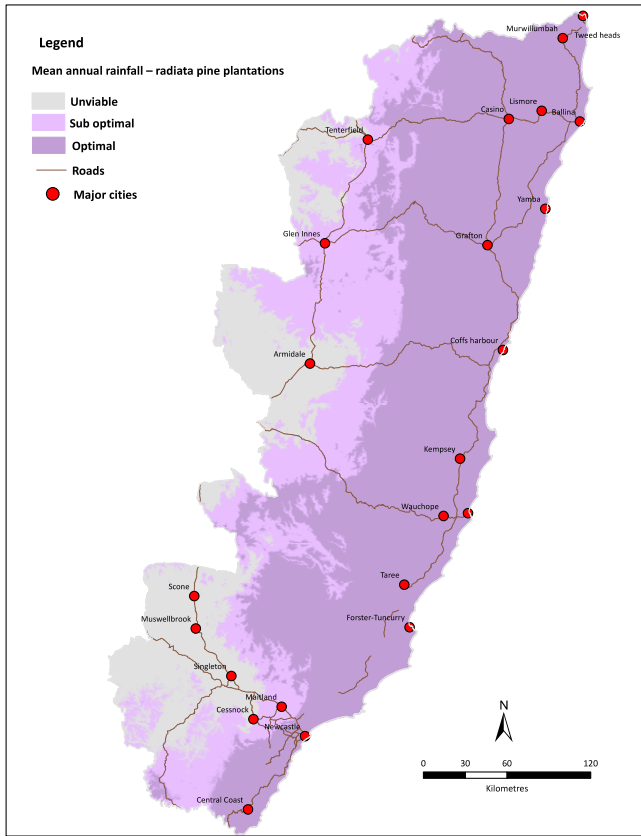 Legend
Mean annual rainfall – radiata pine plantations
Unviable
Sub optimal
Optimal
Roads
Major cities
Murwillumbah
Tweed heads
Lismore
Casino
Ballina
Tenterfield
Yamba
Glen Innes
Grafton
Coffs harbour
Armidale
Kempsey
Wauchope
Taree
Scone
Forster-Tuncurry
Muswellbrook
Singleton
Maitland
Cessnock
Newcastle
N
0 30 60 120
Kilometres
Central Coast